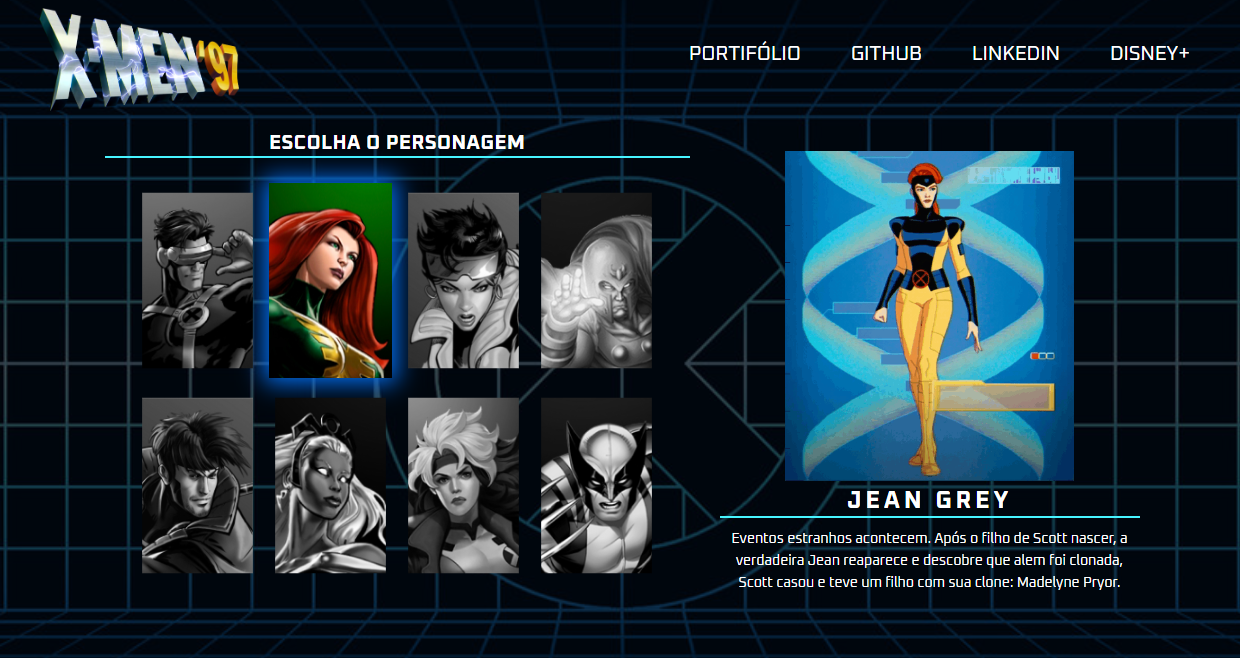 X-MEN'97
PORTIFÓLIO
GITHUB
LINKEDIN
DISNEY+
ESCOLHA O PERSONAGEM
JEAN GREY
Eventos estranhos acontecem. Após o filho de Scott nascer, a
verdadeira Jean reaparece e descobre que alem foi clonada,
Scott casou e teve um filho com sua clone: Madelyne Pryor.